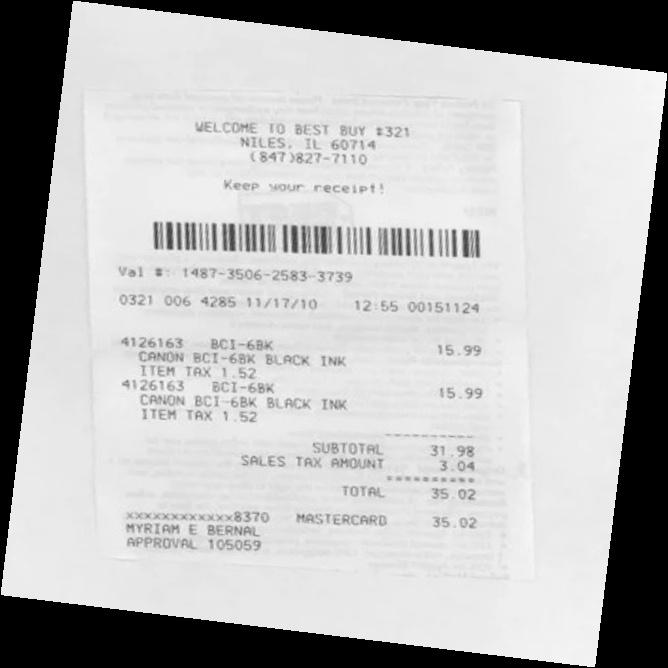 WELCOME TO BEST BUY #321
NILES, IL 60714
(847)827-7110
Keep your receipt!
Val #: 1487-3506-2583-3739
0321 006 4285 11/17/10 12:55 00151124
4126163 BCI-6BK 15.99
CANON BCI-6BK BLACK INK
ITEM TAX 1.52
4126163 BCI-6BK 15.99
CANON BCI-6BK BLACK INK
ITEM TAX 1.52
----------
SUBTOTAL 31.98
SALES TAX AMOUNT 3.04
==========
TOTAL 35.02
xxxxxxxxxxxx8370 MASTERCARD 35.02
MYRIAM E BERNAL
APPROVAL 105059